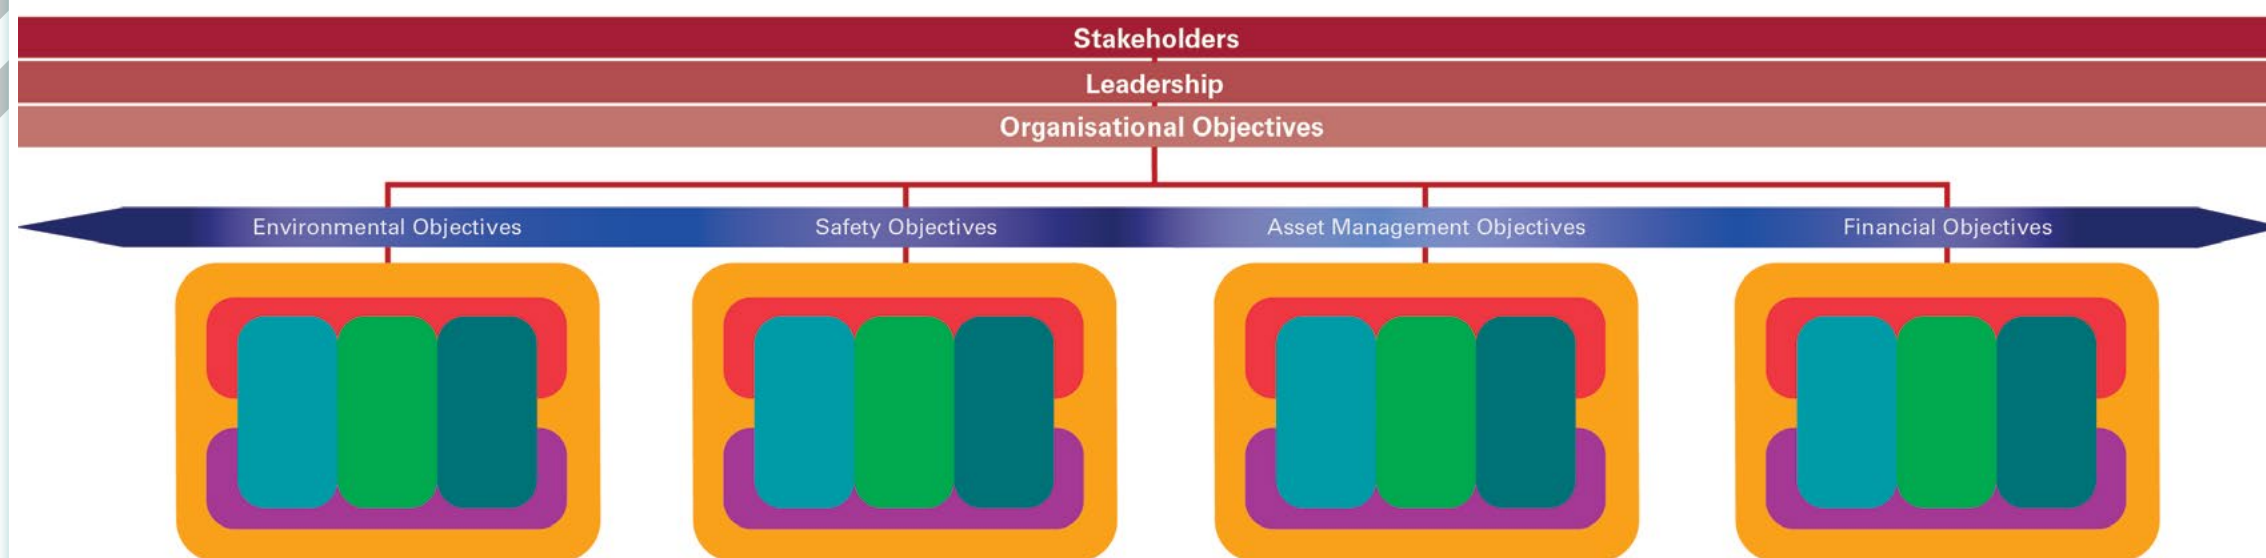 Stakeholders
Leadership
Organisational Objectives
Environmental Objectives Safety Objectives Asset Management Objectives Financial Objectives